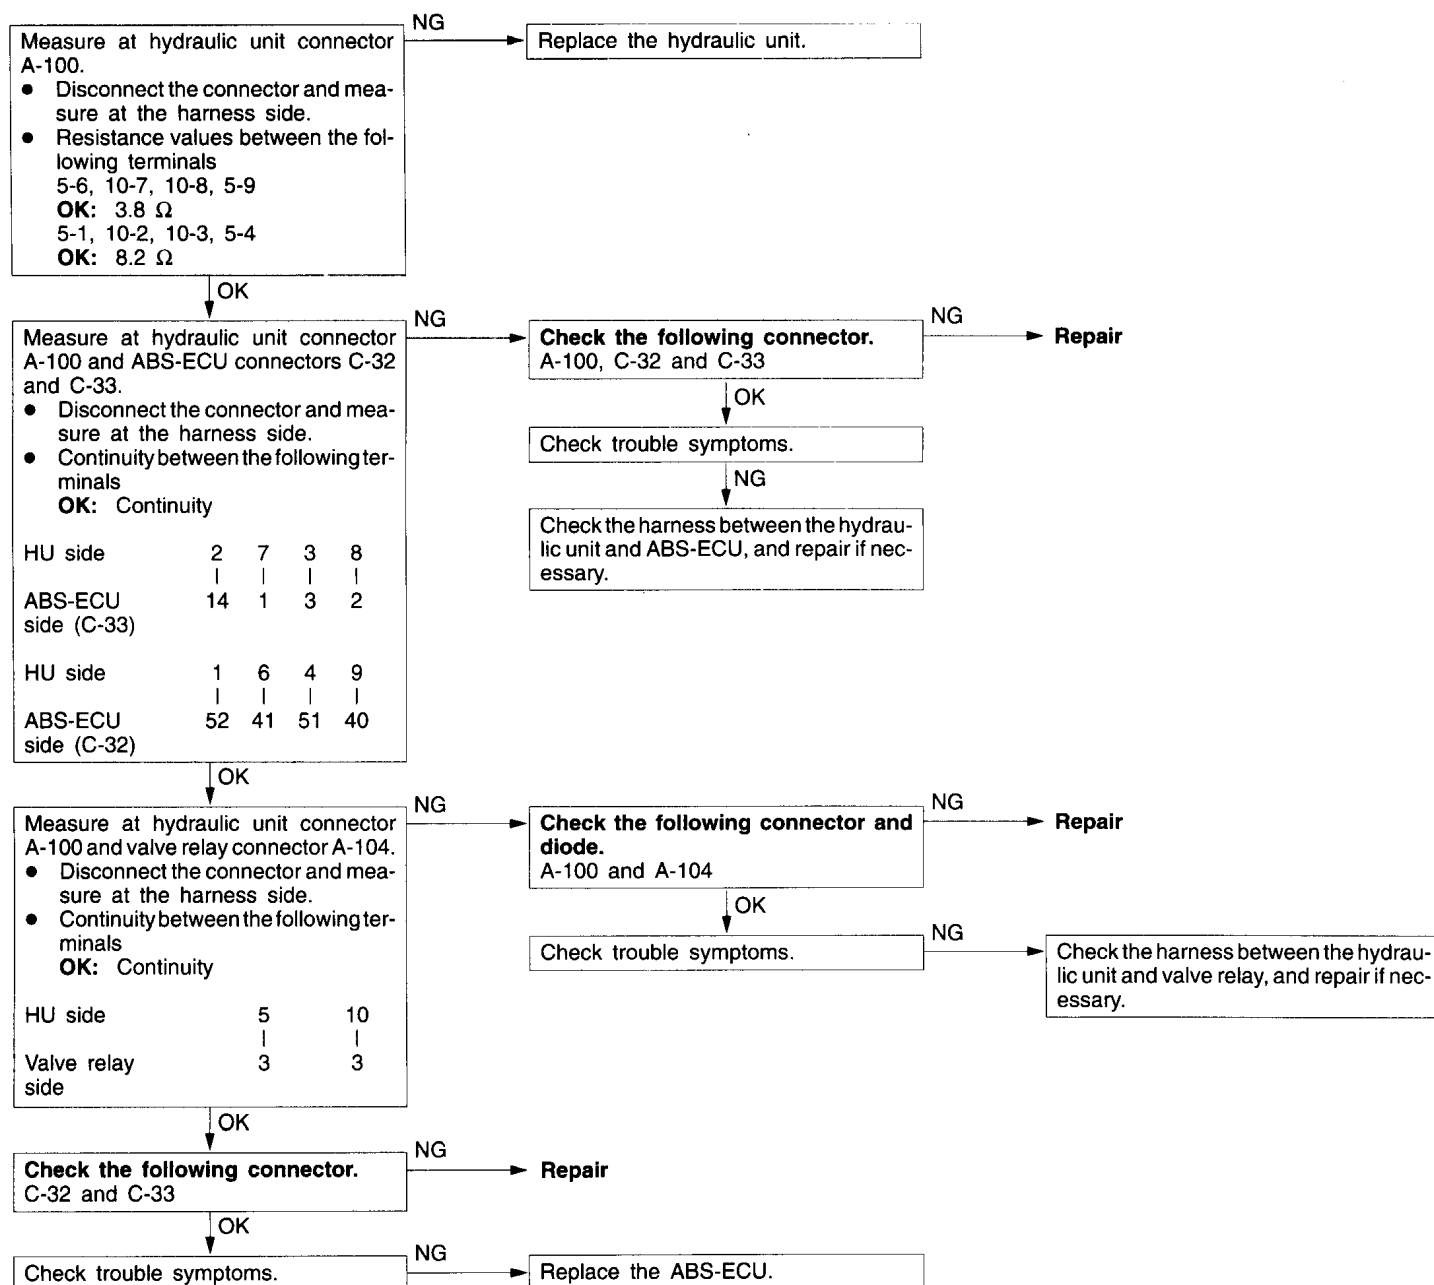 Measure at hydraulic unit connector
A-100.
● Disconnect the connector and mea-
sure at the harness side.
● Resistance values between the fol-
lowing terminals
5-6, 10-7, 10-8, 5-9
OK: 3.8 Ω
5-1, 10-2, 10-3, 5-4
OK: 8.2 Ω
NG
Replace the hydraulic unit.
OK
Measure at hydraulic unit connector
A-100 and ABS-ECU connectors C-32
and C-33.
● Disconnect the connector and mea-
sure at the harness side.
● Continuity between the following ter-
minals
OK: Continuity
HU side 2 7 3 8
ABS-ECU 14 1 3 2
side (C-33)
HU side 1 6 4 9
ABS-ECU 52 41 51 40
side (C-32)
NG
Check the following connector.
A-100, C-32 and C-33
NG
Repair
OK
Check trouble symptoms.
NG
Check the harness between the hydrau-
lic unit and ABS-ECU, and repair if nec-
essary.
OK
Measure at hydraulic unit connector
A-100 and valve relay connector A-104.
● Disconnect the connector and mea-
sure at the harness side.
● Continuity between the following ter-
minals
OK: Continuity
HU side 5 10
Valve relay 3 3
side
NG
Check the following connector and
diode.
A-100 and A-104
NG
Repair
OK
Check trouble symptoms.
NG
Check the harness between the hydrau-
lic unit and valve relay, and repair if nec-
essary.
OK
Check the following connector.
C-32 and C-33
NG
Repair
OK
Check trouble symptoms.
NG
Replace the ABS-ECU.